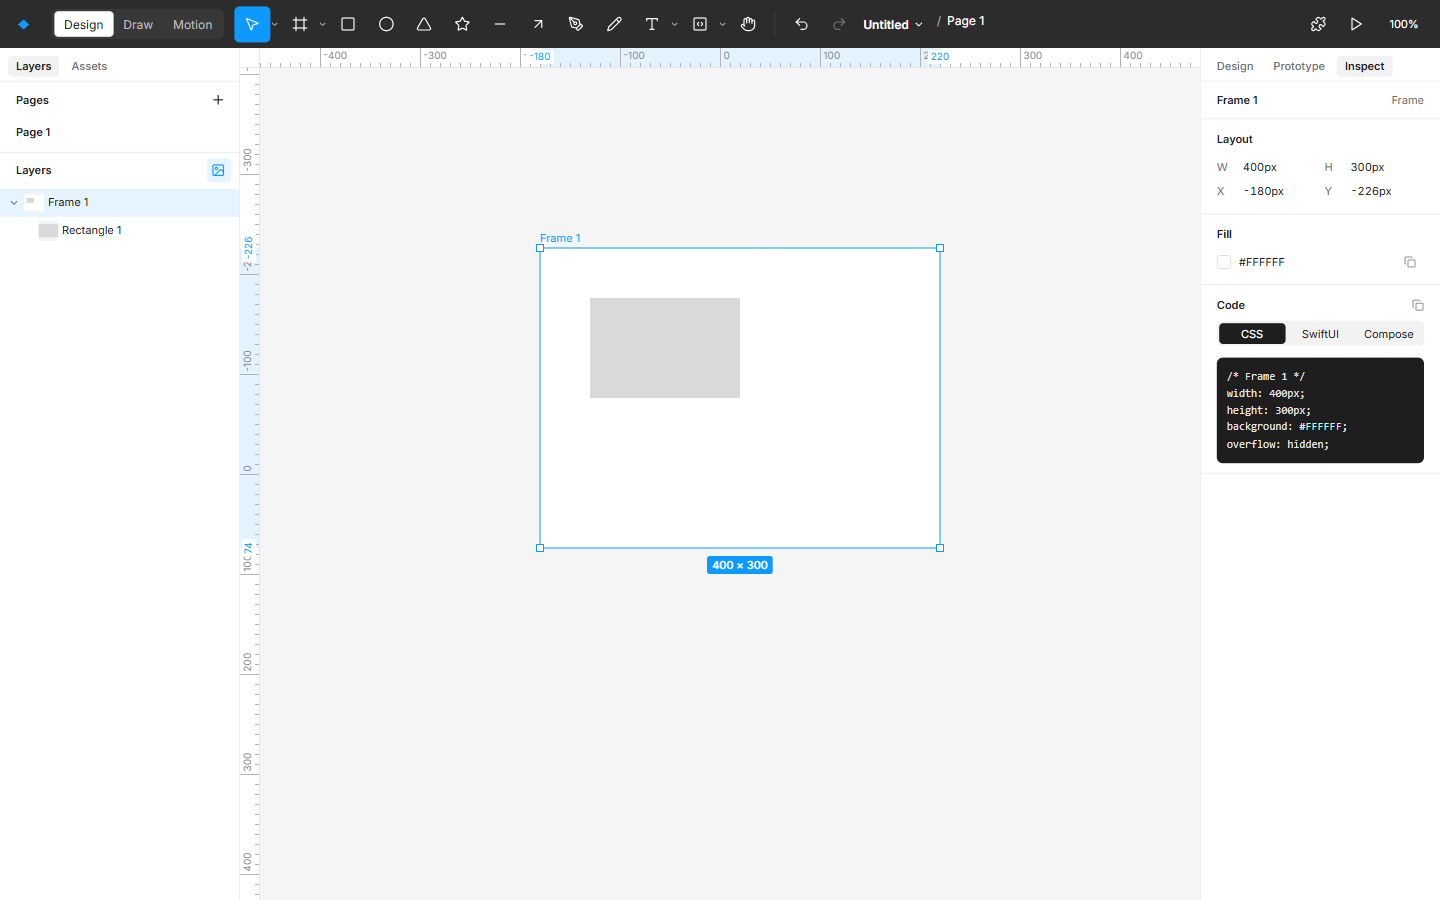 Design
Draw
Motion
Untitled
/ Page 1
100%
Layers
Assets
Pages
Page 1
Layers
Frame 1
Rectangle 1
-400
-300
-180
-100
0
100
220
300
400
-300
-226
-100
0
74
200
300
400
Frame 1
400 × 300
Design
Prototype
Inspect
Frame 1
Frame
Layout
W 400px H 300px
X -180px Y -226px
Fill
#FFFFFF
Code
CSS
SwiftUI
Compose
/* Frame 1 */
width: 400px;
height: 300px;
background: #FFFFFF;
overflow: hidden;